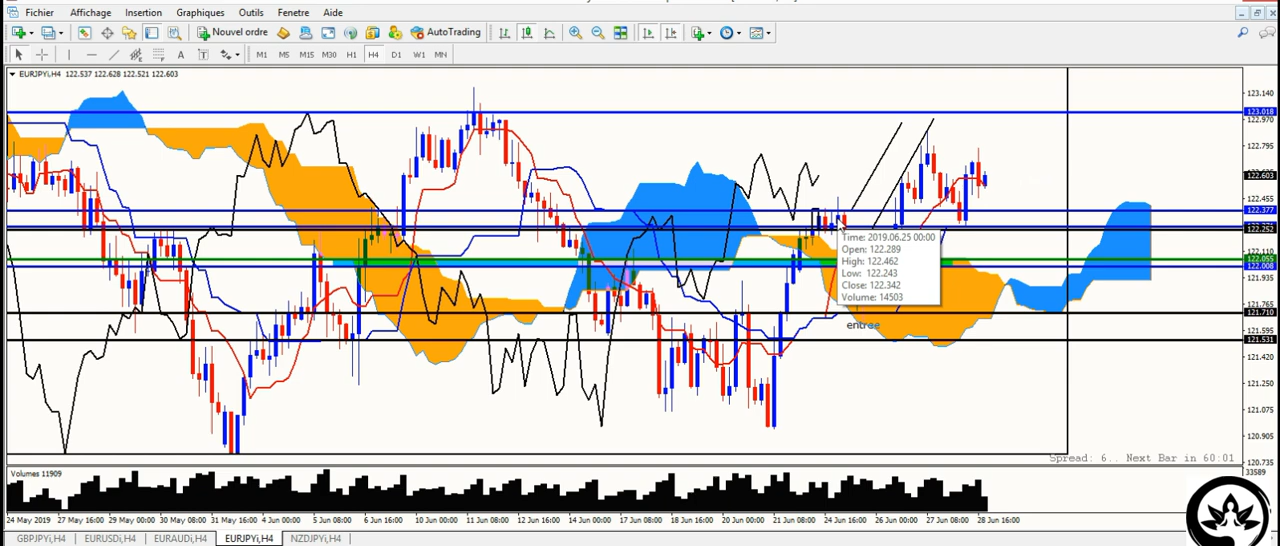 Fichier Affichage Insertion Graphiques Outils Fenetre Aide
Nouvel ordre AutoTrading
M1 M5 M15 M30 H1 H4 D1 W1 MN
EURJPYi,H4 122.537 122.628 122.521 122.603
123.140
123.018
122.970
122.795
122.603
122.455
122.377
122.252
122.110
122.055
122.008
121.935
121.765
121.710
121.595
121.531
121.420
121.250
121.075
120.905
120.735
Time: 2019.06.25 00:00
Open: 122.289
High: 122.462
Low: 122.243
Close: 122.342
Volume: 14503
entree
Spread: 6.. Next Bar in 60:01
Volumes 11909
33589
24 May 2019 27 May 16:00 29 May 00:00 30 May 08:00 31 May 16:00 4 Jun 00:00 5 Jun 08:00 6 Jun 16:00 10 Jun 00:00 11 Jun 08:00 12 Jun 16:00 14 Jun 00:00 17 Jun 08:00 18 Jun 16:00 20 Jun 00:00 21 Jun 08:00 24 Jun 16:00 26 Jun 00:00 27 Jun 08:00 28 Jun 16:00
GBPJPYi,H4 EURUSDi,H4 EURAUDi,H4 EURJPYi,H4 NZDJPYi,H4